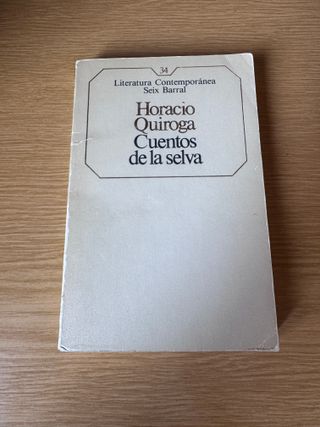 34
Literatura Contemporánea
Seix Barral
Horacio
Quiroga
Cuentos
de la selva